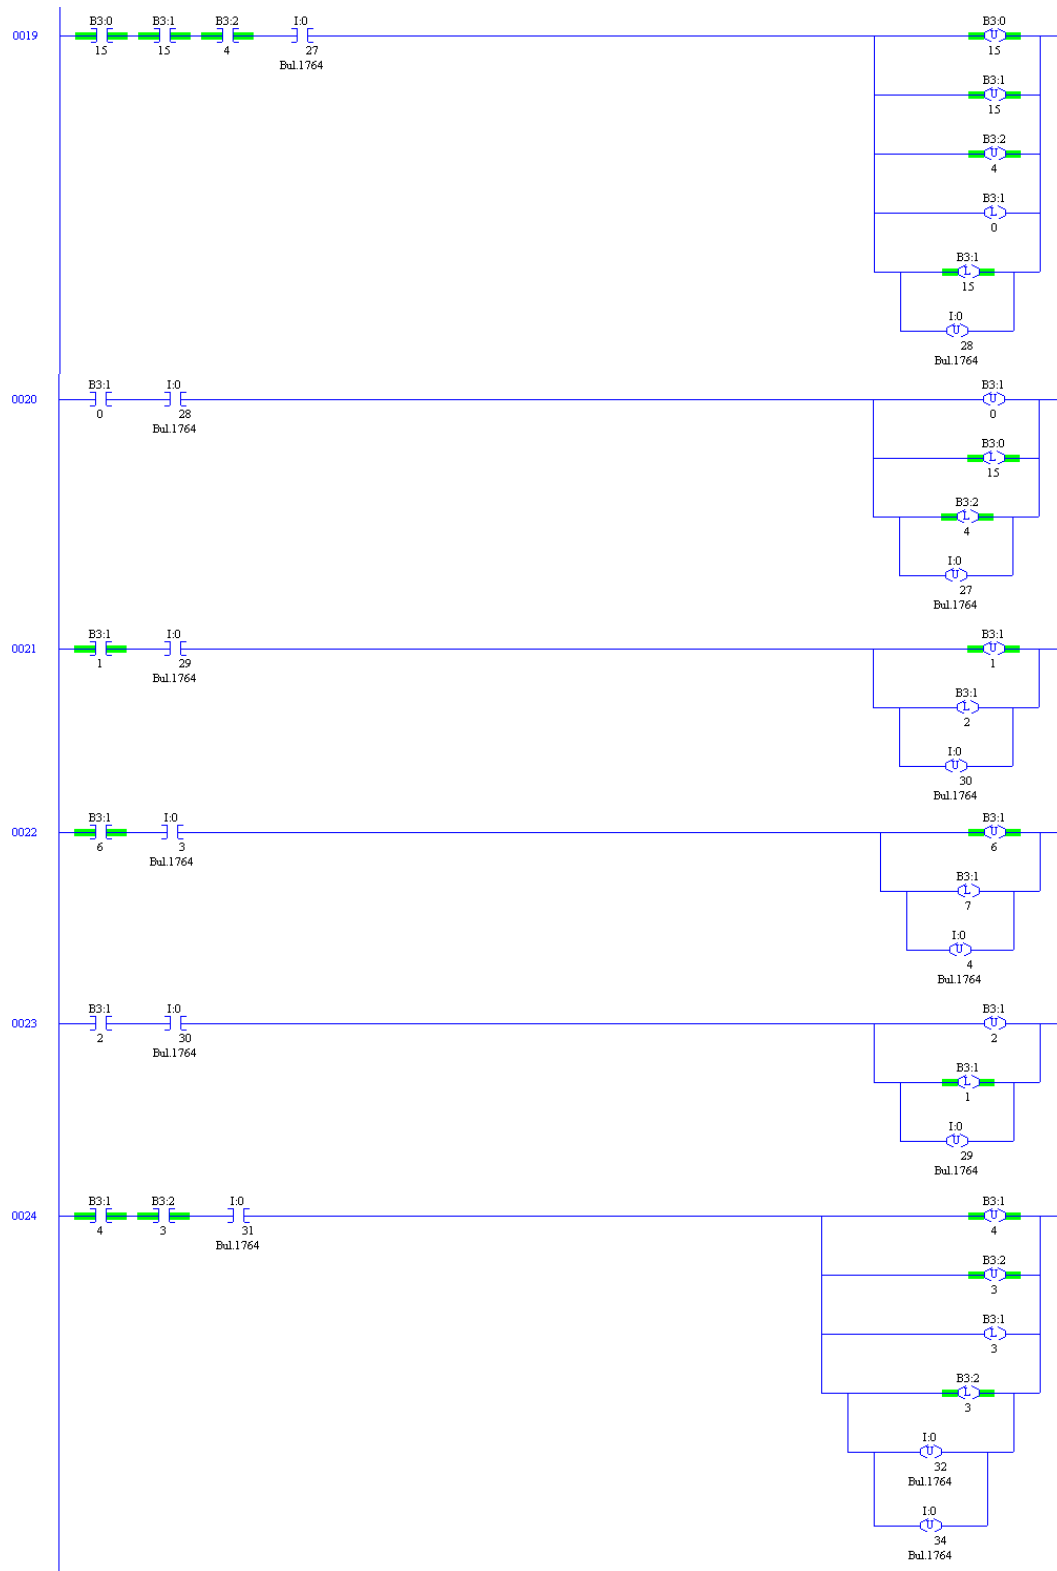 B3:0 B3:1 B3:2 I:0 B3:0
0019 U
15 15 4 27 15
Bul.1764
B3:1
U
15
B3:2
U
4
B3:1
L
0
B3:1
L
15
I:0
U
28
Bul.1764
B3:1 I:0 B3:1
0020 U
0 28 0
Bul.1764
B3:0
L
15
B3:2
L
4
I:0
U
27
Bul.1764
B3:1 I:0 B3:1
0021 U
1 29 1
Bul.1764
B3:1
L
2
I:0
U
30
Bul.1764
B3:1 I:0 B3:1
0022 U
6 3 6
Bul.1764
B3:1
L
7
I:0
U
4
Bul.1764
B3:1 I:0 B3:1
0023 U
2 30 2
Bul.1764
B3:1
L
1
I:0
U
29
Bul.1764
B3:1 B3:2 I:0 B3:1
0024 U
4 3 31 4
Bul.1764
B3:2
U
3
B3:1
L
3
B3:2
L
3
I:0
U
32
Bul.1764
I:0
U
34
Bul.1764